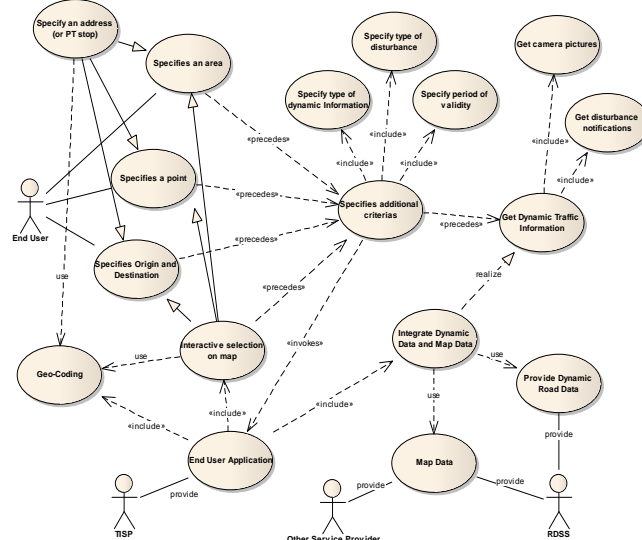 Specify an address
(or PT stop)
Specifies an area
Specify type of
disturbance
Get camera pictures
Specify type of
dynamic Information
Specify period of
validity
Get disturbance
notifications
«include»
«include»
«include»
«include»
«include»
«precedes»
Specifies a point
«precedes»
Specifies additional
criterias
«precedes»
Get Dynamic Traffic
Information
End User
«precedes»
Specifies Origin and
Destination
use
«precedes»
realize
Interactive selection
on map
«invokes»
Integrate Dynamic
Data and Map Data
use
use
Geo-Coding
Provide Dynamic
Road Data
use
«include»
«include»
«include»
provide
End User Application
Map Data
provide
provide
provide
TISP
Other Service Provider
RDSS